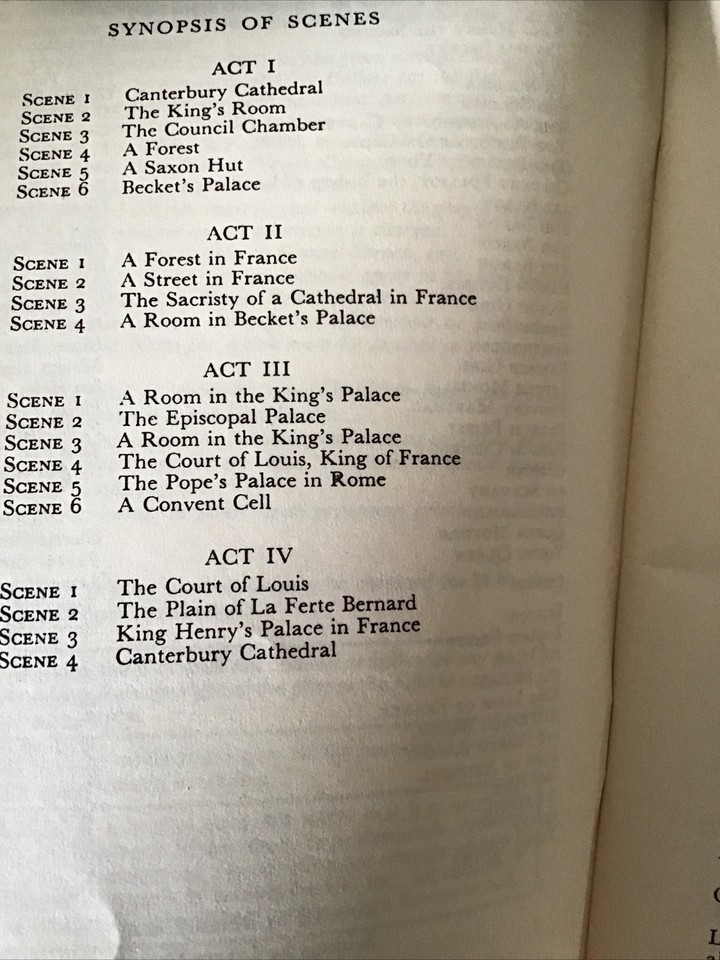 SYNOPSIS OF SCENES
ACT I
SCENE 1 Canterbury Cathedral
SCENE 2 The King's Room
SCENE 3 The Council Chamber
SCENE 4 A Forest
SCENE 5 A Saxon Hut
SCENE 6 Becket's Palace
ACT II
SCENE 1 A Forest in France
SCENE 2 A Street in France
SCENE 3 The Sacristy of a Cathedral in France
SCENE 4 A Room in Becket's Palace
ACT III
SCENE 1 A Room in the King's Palace
SCENE 2 The Episcopal Palace
SCENE 3 A Room in the King's Palace
SCENE 4 The Court of Louis, King of France
SCENE 5 The Pope's Palace in Rome
SCENE 6 A Convent Cell
ACT IV
SCENE 1 The Court of Louis
SCENE 2 The Plain of La Ferte Bernard
SCENE 3 King Henry's Palace in France
SCENE 4 Canterbury Cathedral